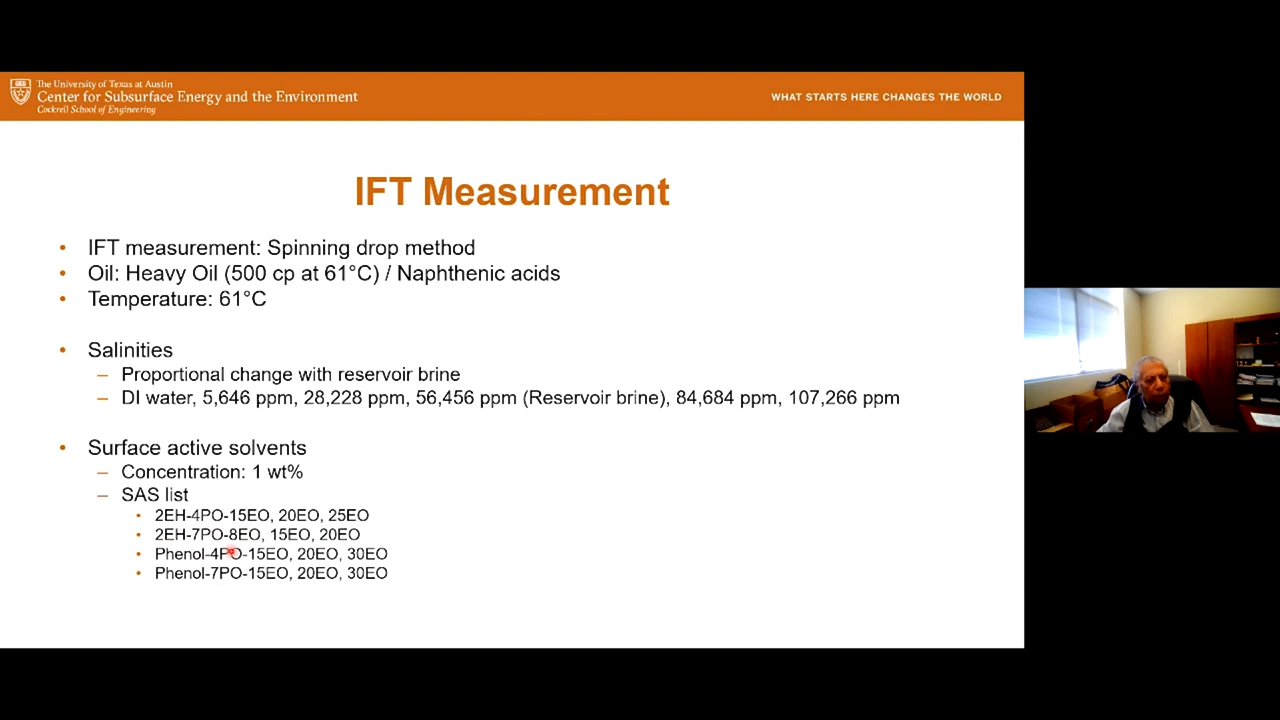 The University of Texas at Austin
Center for Subsurface Energy and the Environment
Cockrell School of Engineering
WHAT STARTS HERE CHANGES THE WORLD
IFT Measurement
• IFT measurement: Spinning drop method
• Oil: Heavy Oil (500 cp at 61°C) / Naphthenic acids
• Temperature: 61°C
• Salinities
– Proportional change with reservoir brine
– DI water, 5,646 ppm, 28,228 ppm, 56,456 ppm (Reservoir brine), 84,684 ppm, 107,266 ppm
• Surface active solvents
– Concentration: 1 wt%
– SAS list
• 2EH-4PO-15EO, 20EO, 25EO
• 2EH-7PO-8EO, 15EO, 20EO
• Phenol-4PO-15EO, 20EO, 30EO
• Phenol-7PO-15EO, 20EO, 30EO